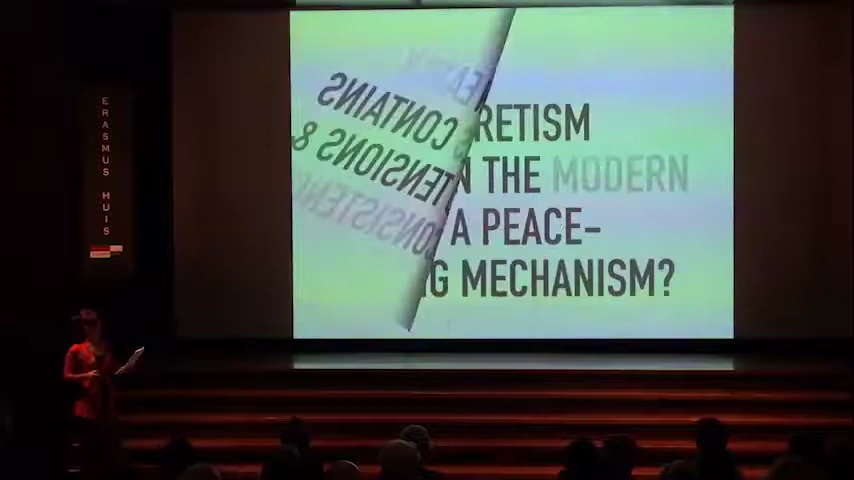 ERASMUS HUIS
CONTAINS
TENSIONS &
RETISM
N THE MODERN
A PEACE–
G MECHANISM?